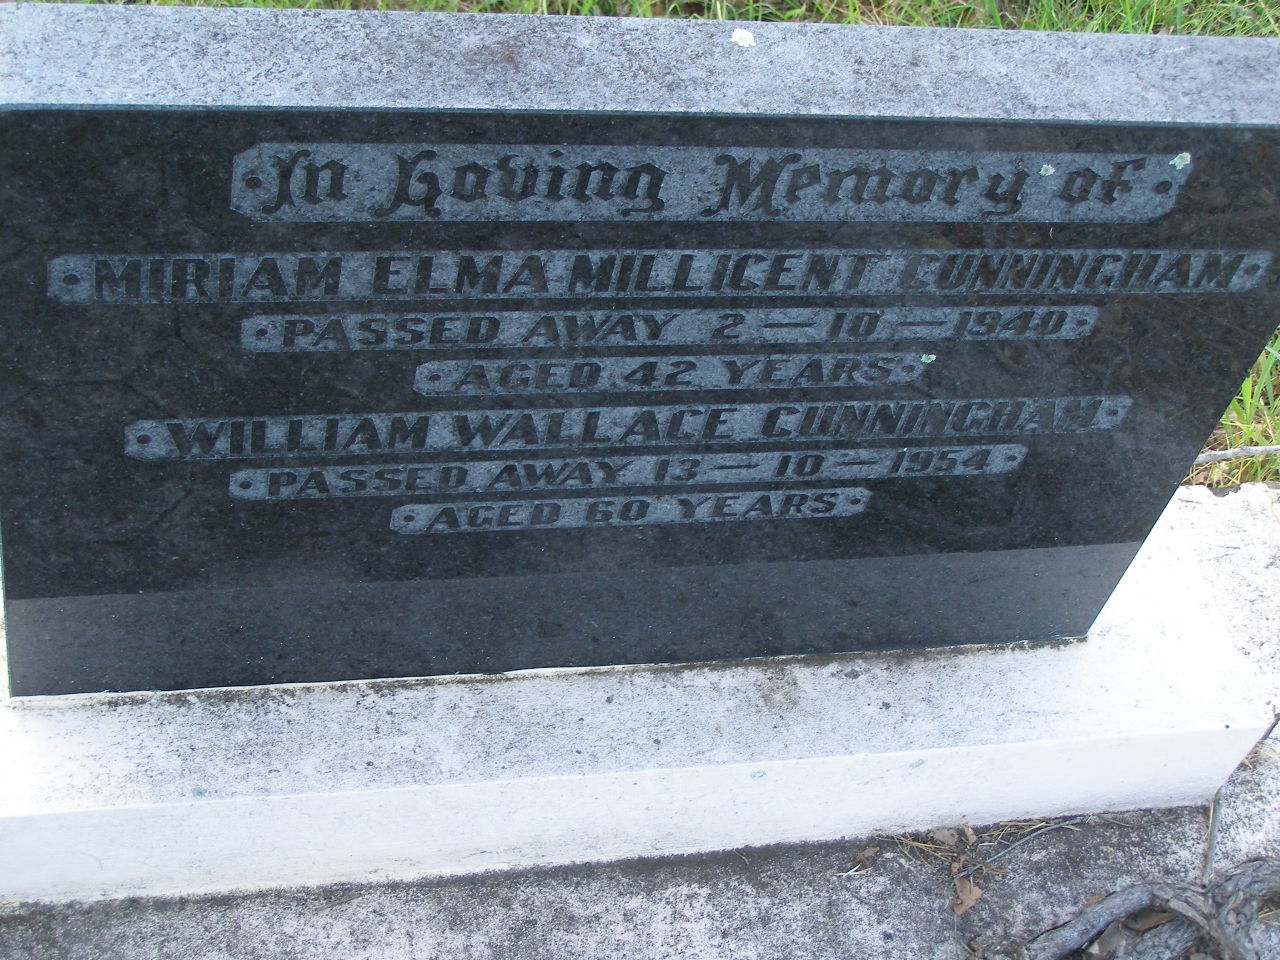 In Loving Memory of
MIRIAM ELMA MILLICENT CUNNINGHAM
PASSED AWAY 2-10-1940
AGED 42 YEARS
WILLIAM WALLACE CUNNINGHAM
PASSED AWAY 13-10-1954
AGED 60 YEARS